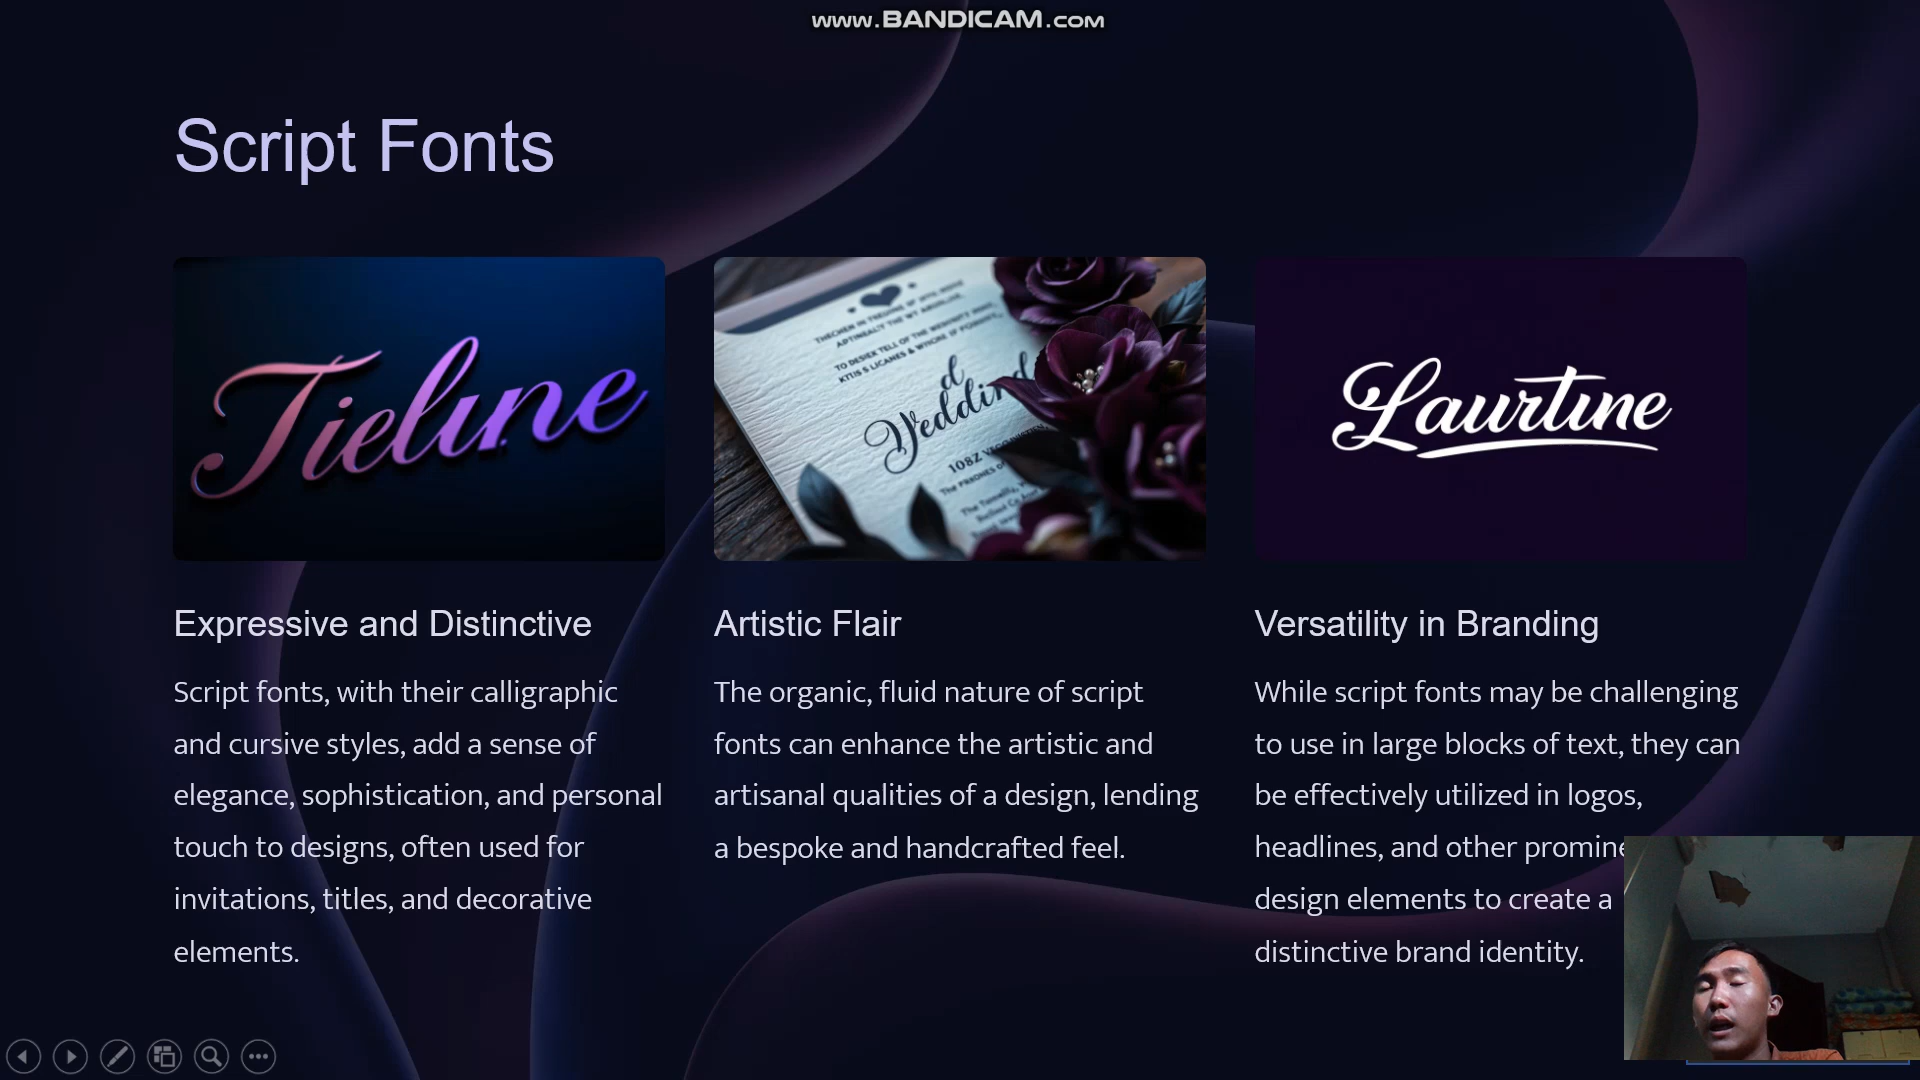 www.BANDICAM.com
Script Fonts
Tieline
d
Wedding
108Z
Laurtine
Expressive and Distinctive
Script fonts, with their calligraphic
and cursive styles, add a sense of
elegance, sophistication, and personal
touch to designs, often used for
invitations, titles, and decorative
elements.
Artistic Flair
The organic, fluid nature of script
fonts can enhance the artistic and
artisanal qualities of a design, lending
a bespoke and handcrafted feel.
Versatility in Branding
While script fonts may be challenging
to use in large blocks of text, they can
be effectively utilized in logos,
headlines, and other
design elements to create a
distinctive brand identity.